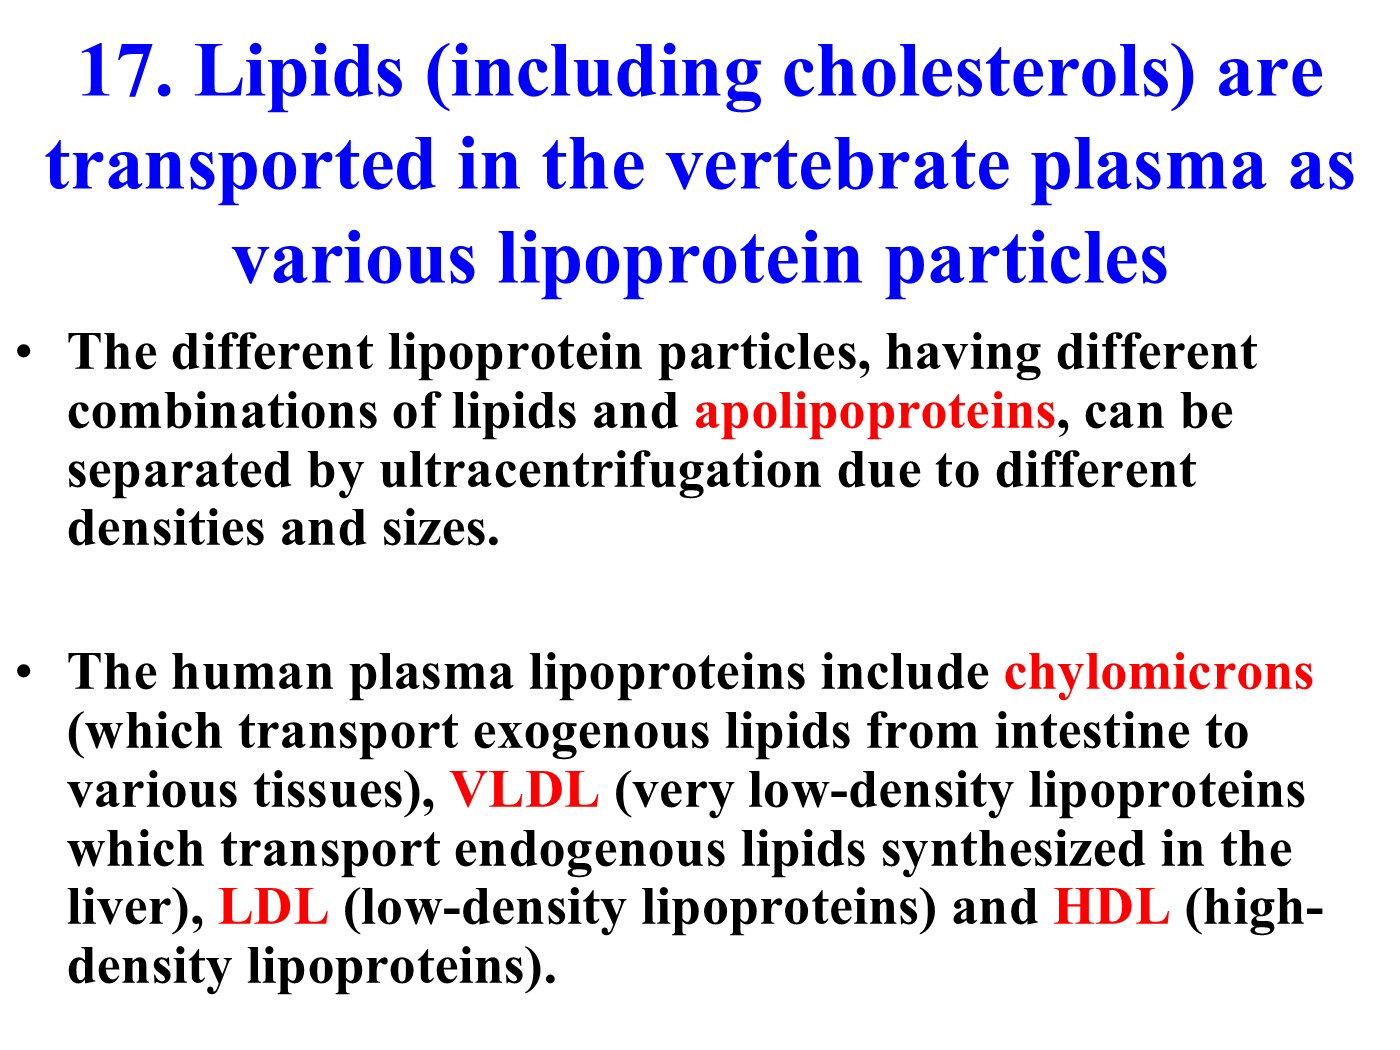 17. Lipids (including cholesterols) are
transported in the vertebrate plasma as
various lipoprotein particles
• The different lipoprotein particles, having different
combinations of lipids and apolipoproteins, can be
separated by ultracentrifugation due to different
densities and sizes.
• The human plasma lipoproteins include chylomicrons
(which transport exogenous lipids from intestine to
various tissues), VLDL (very low-density lipoproteins
which transport endogenous lipids synthesized in the
liver), LDL (low-density lipoproteins) and HDL (high-
density lipoproteins).